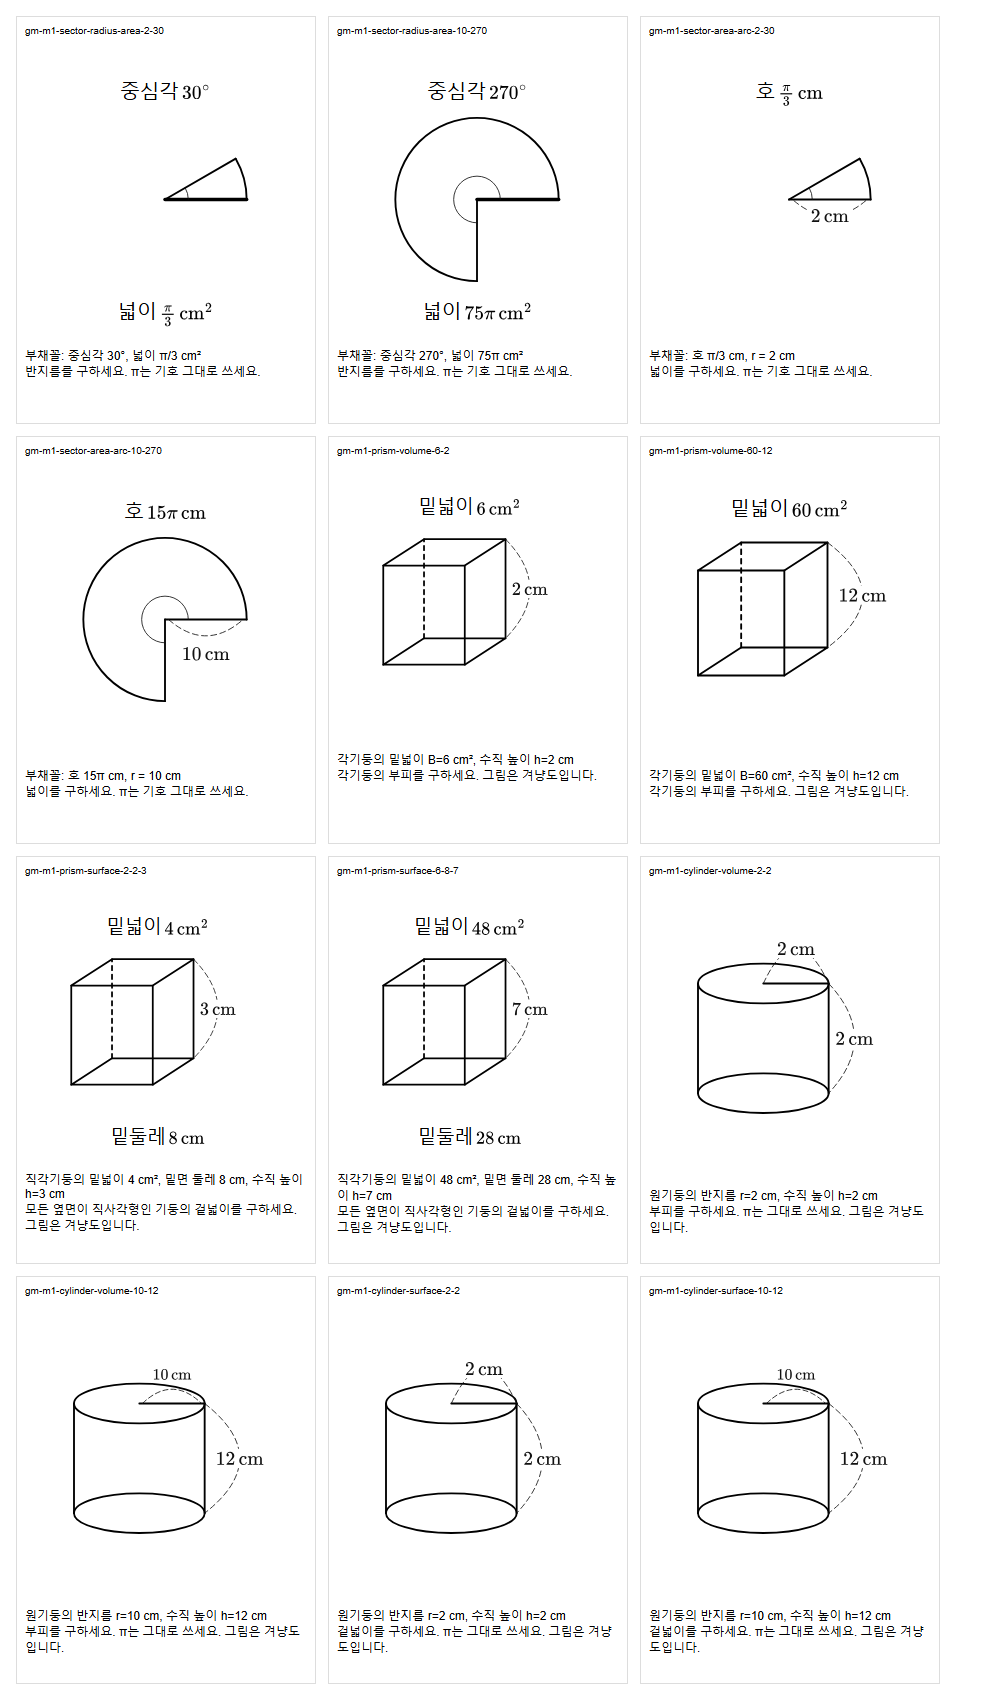 gm-m1-sector-radius-area-2-30
중심각 30°
넓이 π/3 cm²
부채꼴: 중심각 30°, 넓이 π/3 cm²
반지름를 구하세요. π는 기호 그대로 쓰세요.
gm-m1-sector-radius-area-10-270
중심각 270°
넓이 75π cm²
부채꼴: 중심각 270°, 넓이 75π cm²
반지름를 구하세요. π는 기호 그대로 쓰세요.
gm-m1-sector-area-arc-2-30
호 π/3 cm
2 cm
부채꼴: 호 π/3 cm, r = 2 cm
넓이를 구하세요. π는 기호 그대로 쓰세요.
gm-m1-sector-area-arc-10-270
호 15π cm
10 cm
부채꼴: 호 15π cm, r = 10 cm
넓이를 구하세요. π는 기호 그대로 쓰세요.
gm-m1-prism-volume-6-2
밑넓이 6 cm²
2 cm
각기둥의 밑넓이 B=6 cm², 수직 높이 h=2 cm
각기둥의 부피를 구하세요. 그림은 겨냥도입니다.
gm-m1-prism-volume-60-12
밑넓이 60 cm²
12 cm
각기둥의 밑넓이 B=60 cm², 수직 높이 h=12 cm
각기둥의 부피를 구하세요. 그림은 겨냥도입니다.
gm-m1-prism-surface-2-2-3
밑넓이 4 cm²
3 cm
밑둘레 8 cm
직각기둥의 밑넓이 4 cm², 밑면 둘레 8 cm, 수직 높이
h=3 cm
모든 옆면이 직사각형인 기둥의 겉넓이를 구하세요.
그림은 겨냥도입니다.
gm-m1-prism-surface-6-8-7
밑넓이 48 cm²
7 cm
밑둘레 28 cm
직각기둥의 밑넓이 48 cm², 밑면 둘레 28 cm, 수직 높
이 h=7 cm
모든 옆면이 직사각형인 기둥의 겉넓이를 구하세요.
그림은 겨냥도입니다.
gm-m1-cylinder-volume-2-2
2 cm
2 cm
원기둥의 반지름 r=2 cm, 수직 높이 h=2 cm
부피를 구하세요. π는 그대로 쓰세요. 그림은 겨냥도
입니다.
gm-m1-cylinder-volume-10-12
10 cm
12 cm
원기둥의 반지름 r=10 cm, 수직 높이 h=12 cm
부피를 구하세요. π는 그대로 쓰세요. 그림은 겨냥도
입니다.
gm-m1-cylinder-surface-2-2
2 cm
2 cm
원기둥의 반지름 r=2 cm, 수직 높이 h=2 cm
겉넓이를 구하세요. π는 그대로 쓰세요. 그림은 겨냥
도입니다.
gm-m1-cylinder-surface-10-12
10 cm
12 cm
원기둥의 반지름 r=10 cm, 수직 높이 h=12 cm
겉넓이를 구하세요. π는 그대로 쓰세요. 그림은 겨냥
도입니다.